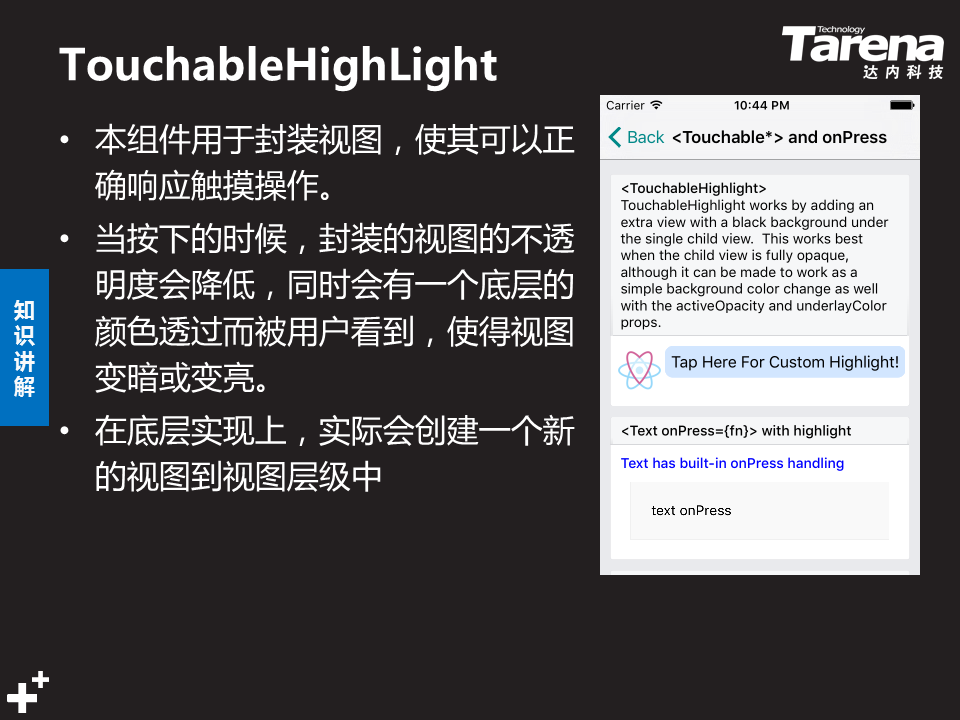 TouchableHighLight
Technology
Tarena
达内科技
• 本组件用于封装视图，使其可以正
确响应触摸操作。
• 当按下的时候，封装的视图的不透
明度会降低，同时会有一个底层的
颜色透过而被用户看到，使得视图
变暗或变亮。
• 在底层实现上，实际会创建一个新
的视图到视图层级中
知
识
讲
解
Carrier 10:44 PM
Back <Touchable*> and onPress
<TouchableHighlight>
TouchableHighlight works by adding an
extra view with a black background under
the single child view. This works best
when the child view is fully opaque,
although it can be made to work as a
simple background color change as well
with the activeOpacity and underlayColor
props.
Tap Here For Custom Highlight!
<Text onPress={fn}> with highlight
Text has built-in onPress handling
text onPress